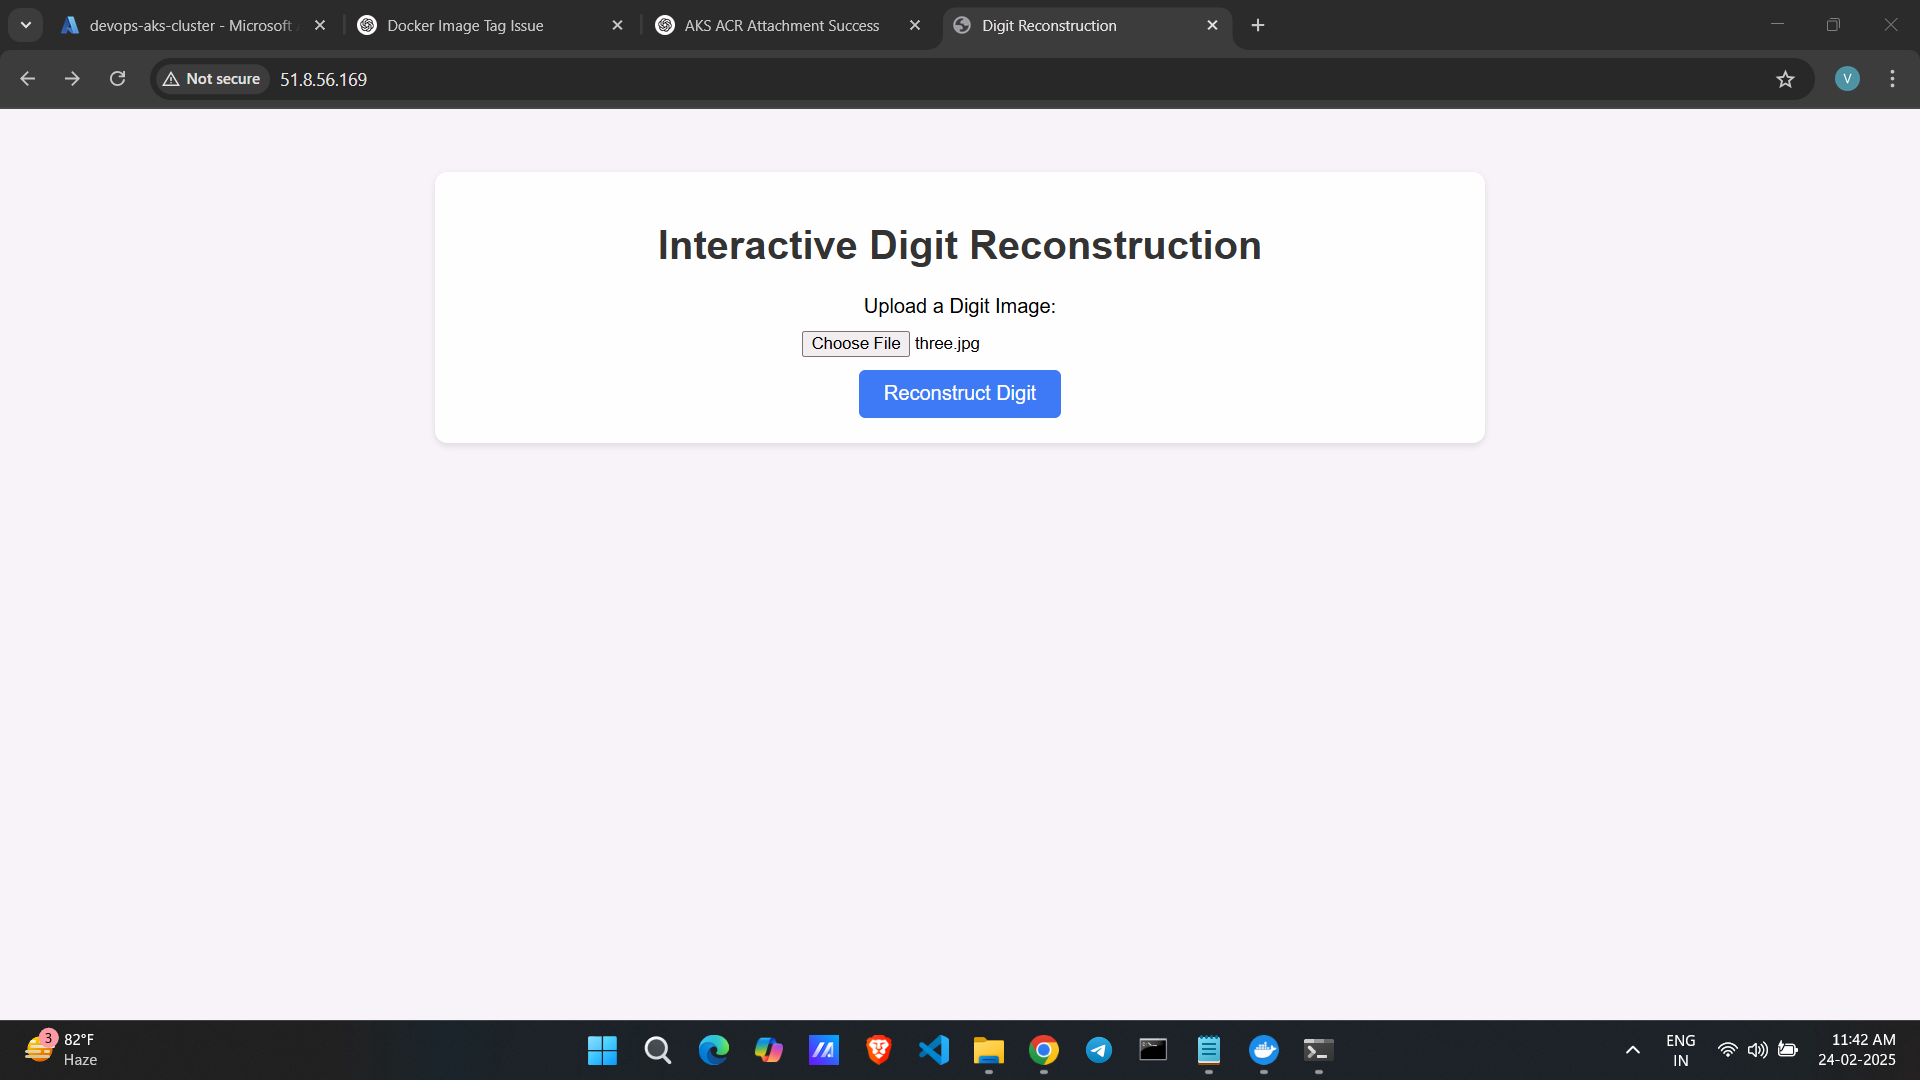 devops-aks-cluster - Microsoft
Docker Image Tag Issue
AKS ACR Attachment Success
Digit Reconstruction
Not secure
51.8.56.169
V
Interactive Digit Reconstruction
Upload a Digit Image:
Choose File three.jpg
Reconstruct Digit
3
82°F
Haze
ENG
IN
11:42 AM
24-02-2025